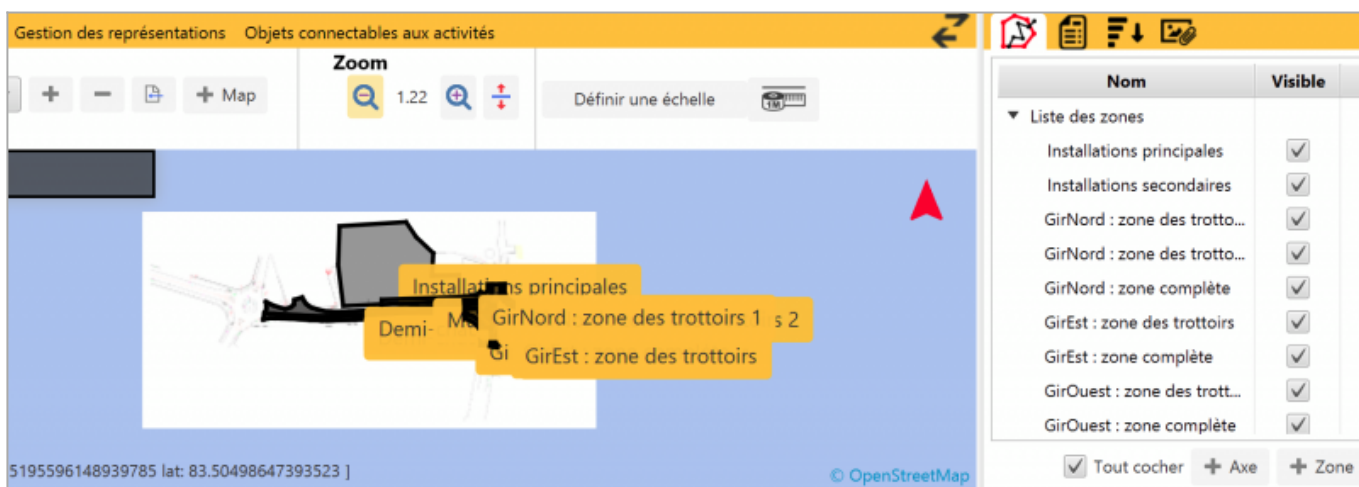 Gestion des représentations Objets connectables aux activités
Zoom
+ Map
1.22
Définir une échelle
1M
Nom Visible
Liste des zones
Installations principales
Installations secondaires
GirNord : zone des trotto...
GirNord : zone des trotto...
GirNord : zone complète
GirEst : zone des trottoirs
GirEst : zone complète
GirOuest : zone des trott...
GirOuest : zone complète
Installations principales
Demi-
GirNord : zone des trottoirs 1
s 2
Gi
GirEst : zone des trottoirs
5195596148939785 lat: 83.50498647393523 ]
© OpenStreetMap
Tout cocher + Axe + Zone